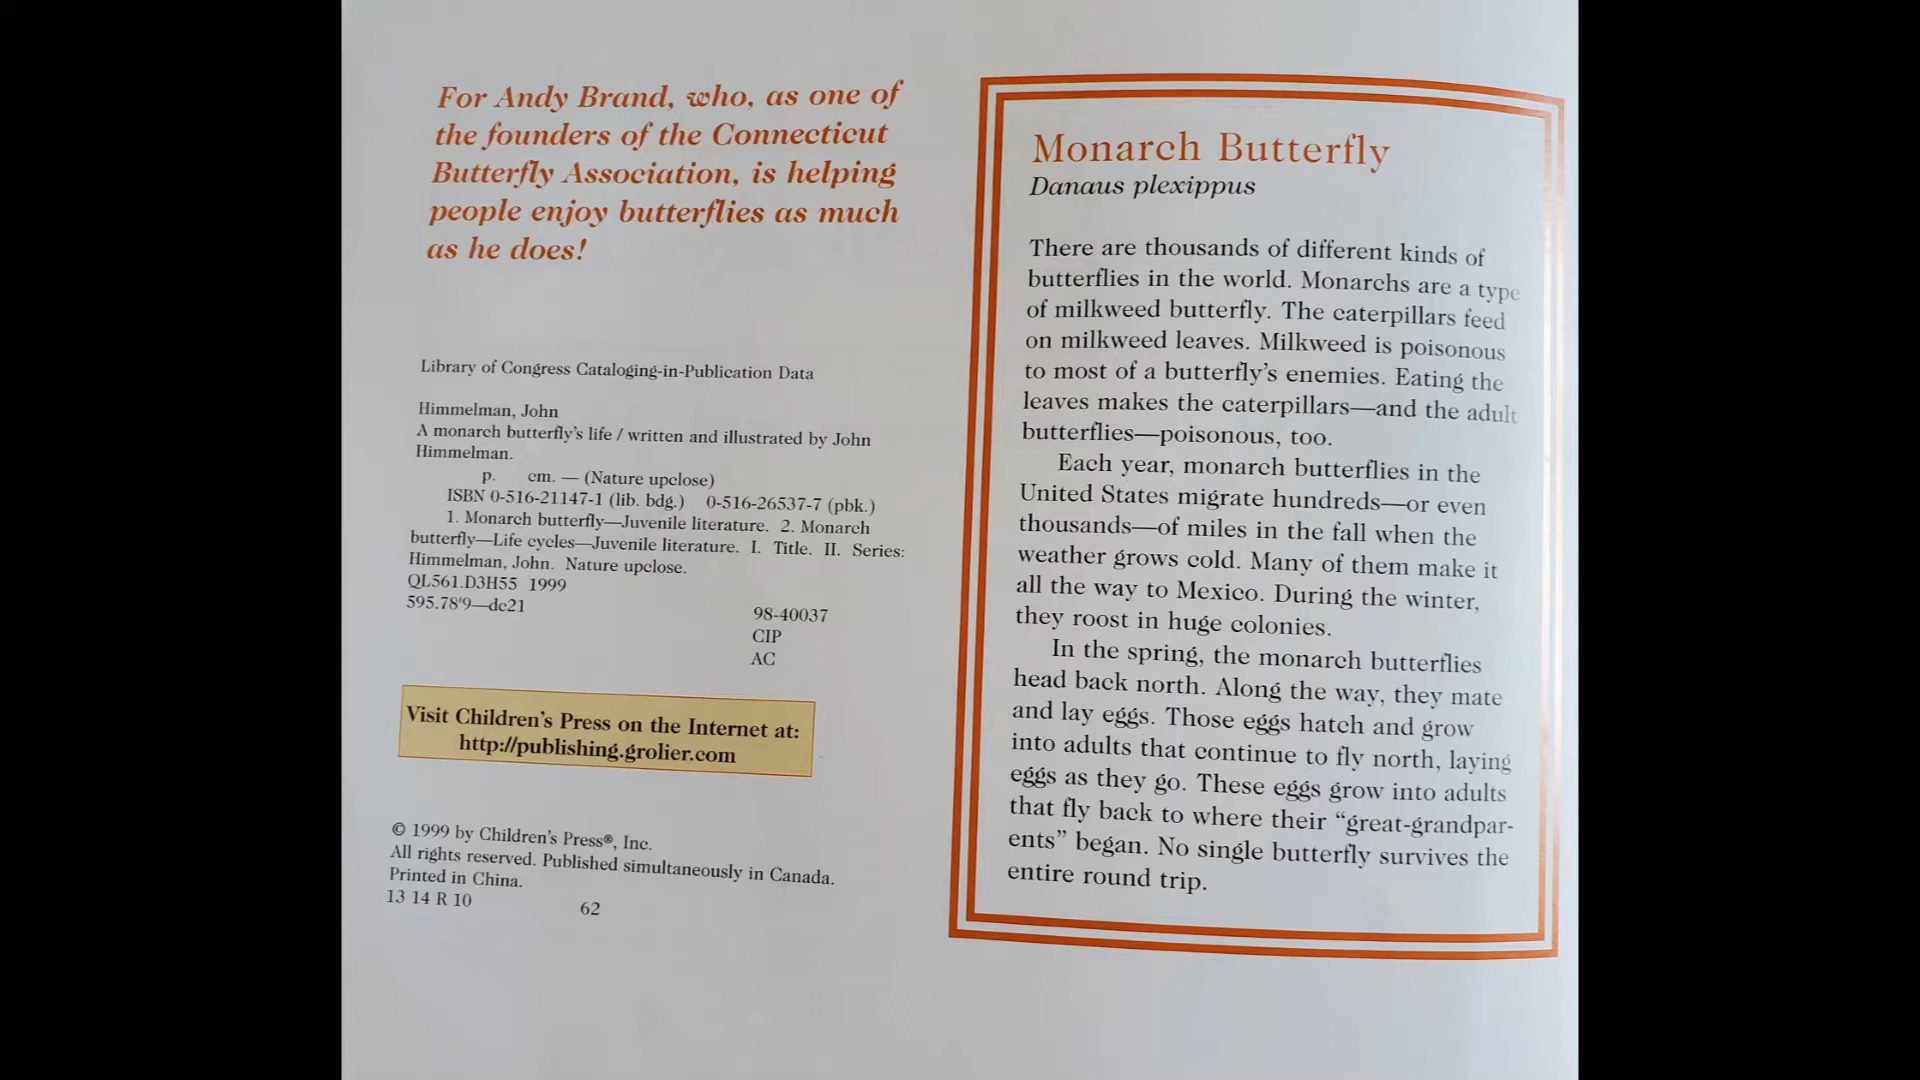 For Andy Brand, who, as one of
the founders of the Connecticut
Butterfly Association, is helping
people enjoy butterflies as much
as he does!
Library of Congress Cataloging-in-Publication Data
Himmelman, John
A monarch butterfly's life / written and illustrated by John
Himmelman.
p. cm. — (Nature upclose)
ISBN 0-516-21147-1 (lib. bdg.) 0-516-26537-7 (pbk.)
1. Monarch butterfly—Juvenile literature. 2. Monarch
butterfly—Life cycles—Juvenile literature. I. Title. II. Series:
Himmelman, John. Nature upclose.
QL561.D3H55 1999
595.78'9—dc21
98-40037
CIP
AC
Visit Children's Press on the Internet at:
http://publishing.grolier.com
© 1999 by Children's Press®, Inc.
All rights reserved. Published simultaneously in Canada.
Printed in China.
13 14 R 10
62
Monarch Butterfly
Danaus plexippus
There are thousands of different kinds of
butterflies in the world. Monarchs are a type
of milkweed butterfly. The caterpillars feed
on milkweed leaves. Milkweed is poisonous
to most of a butterfly's enemies. Eating the
leaves makes the caterpillars—and the adult
butterflies—poisonous, too.
Each year, monarch butterflies in the
United States migrate hundreds—or even
thousands—of miles in the fall when the
weather grows cold. Many of them make it
all the way to Mexico. During the winter,
they roost in huge colonies.
In the spring, the monarch butterflies
head back north. Along the way, they mate
and lay eggs. Those eggs hatch and grow
into adults that continue to fly north, laying
eggs as they go. These eggs grow into adults
that fly back to where their “great-grandpar-
ents” began. No single butterfly survives the
entire round trip.